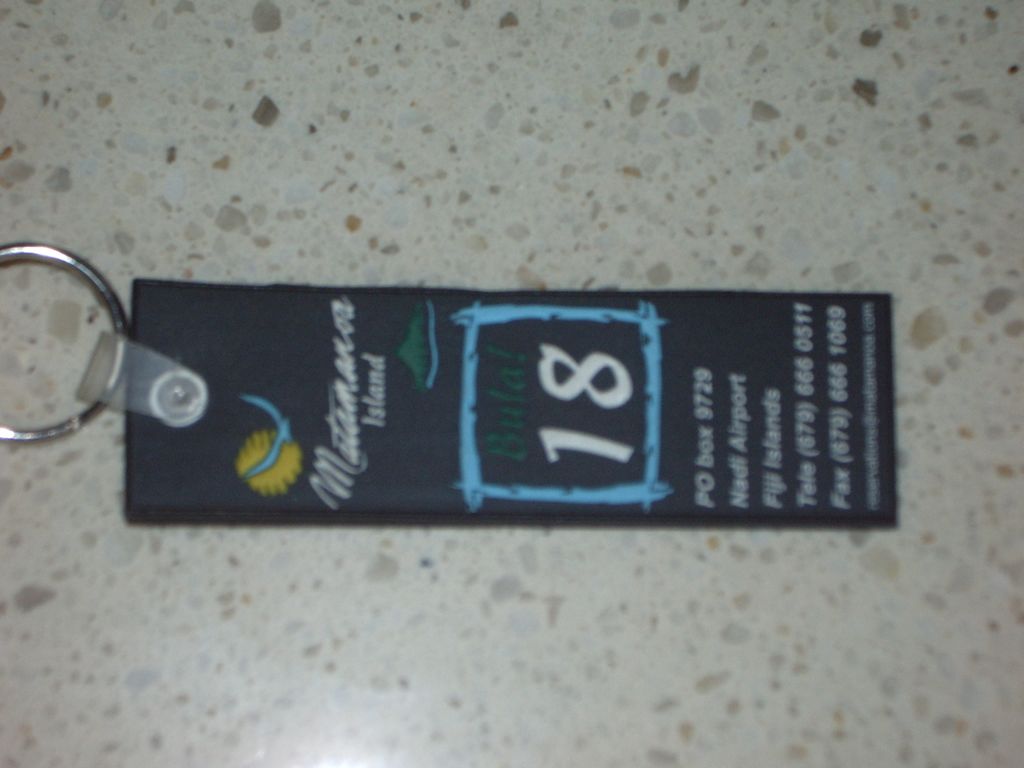 Matamanoa
Island
Bula!
18
PO box 9729
Nadi Airport
Fiji Islands
Tele (679) 666 0511
Fax (679) 666 1069